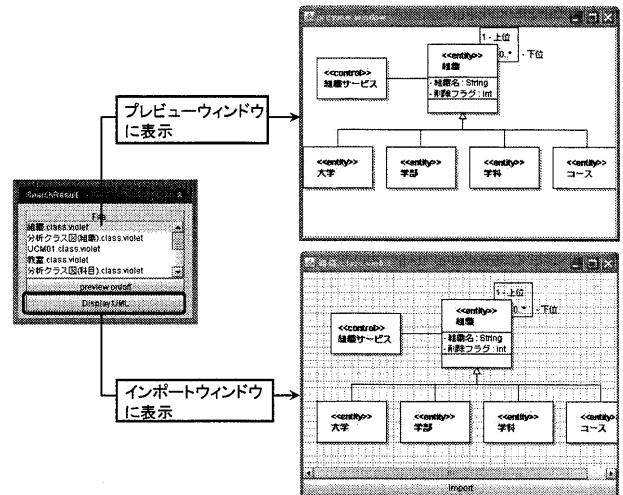 preview window
1 - 上位
0..* - 下位
<<entity>>
組織
- 組織名 : String
- 削除フラグ : int
<<control>>
組織サービス
<<entity>>
大学
<<entity>>
学部
<<entity>>
学科
<<entity>>
コース
プレビューウィンドウ
に表示
SearchResult
File
組織.class.violet
分析クラス図(組織).class.violet
UCM01.class.violet
教室.class.violet
分析クラス図(科目).class.violet
preview on/off
DisplayUML
インポートウィンドウ
に表示
1 - 上位
0..* - 下位
<<entity>>
組織
- 組織名 : String
- 削除フラグ : int
<<control>>
組織サービス
<<entity>>
大学
<<entity>>
学部
<<entity>>
学科
<<entity>>
コース
Import